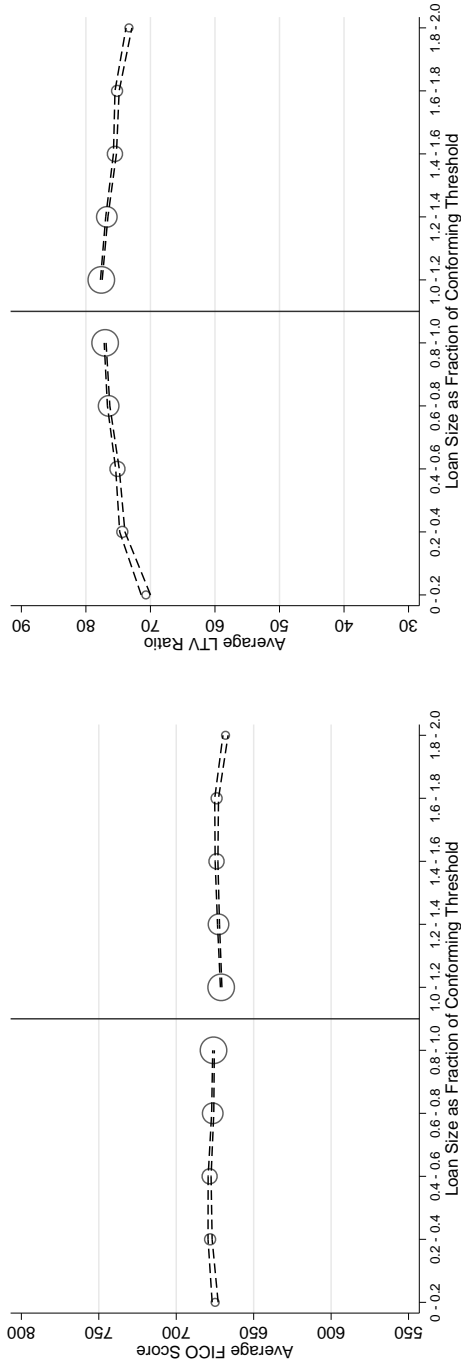 800
750
700
650
600
550
Average FICO Score
0 - 0.2
0.2 - 0.4
0.4 - 0.6
0.6 - 0.8
0.8 - 1.0
1.0 - 1.2
1.2 - 1.4
1.4 - 1.6
1.6 - 1.8
1.8 - 2.0
Loan Size as Fraction of Conforming Threshold
90
80
70
60
50
40
30
Average LTV Ratio
0 - 0.2
0.2 - 0.4
0.4 - 0.6
0.6 - 0.8
0.8 - 1.0
1.0 - 1.2
1.2 - 1.4
1.4 - 1.6
1.6 - 1.8
1.8 - 2.0
Loan Size as Fraction of Conforming Threshold